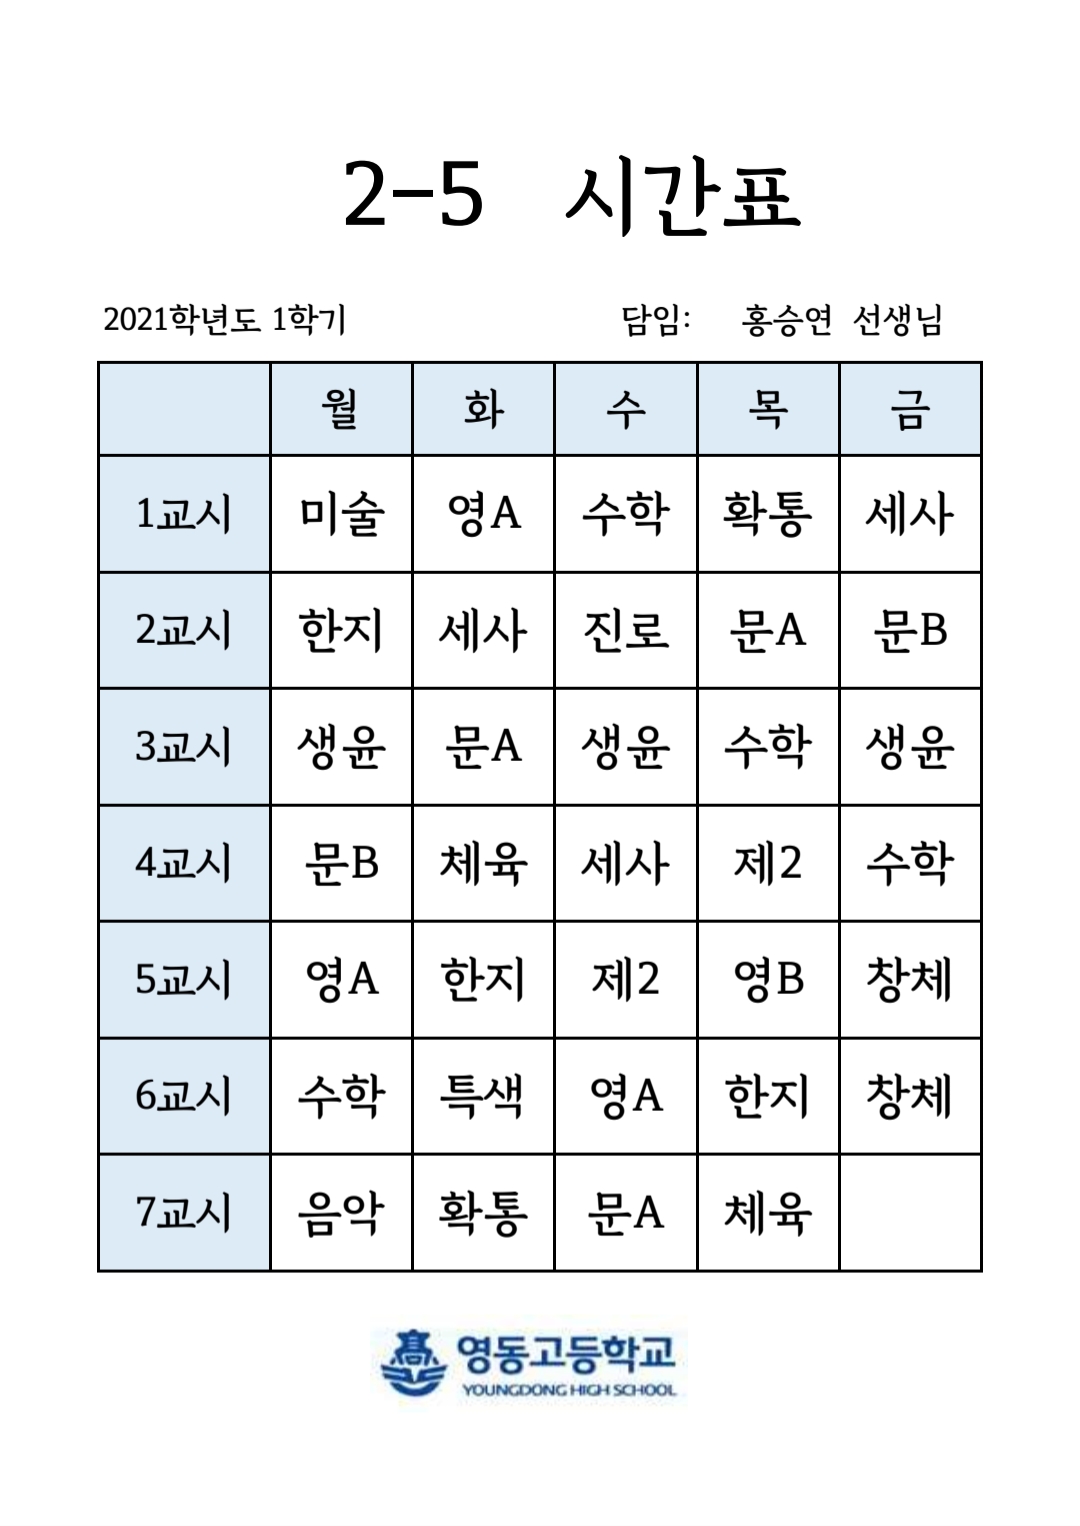 2-5 시간표
2021학년도 1학기 담임: 홍승연 선생님
월 화 수 목 금
1교시 미술 영A 수학 확통 세사
2교시 한지 세사 진로 문A 문B
3교시 생윤 문A 생윤 수학 생윤
4교시 문B 체육 세사 제2 수학
5교시 영A 한지 제2 영B 창체
6교시 수학 특색 영A 한지 창체
7교시 음악 확통 문A 체육
高 영동고등학교
YOUNGDONG HIGH SCHOOL